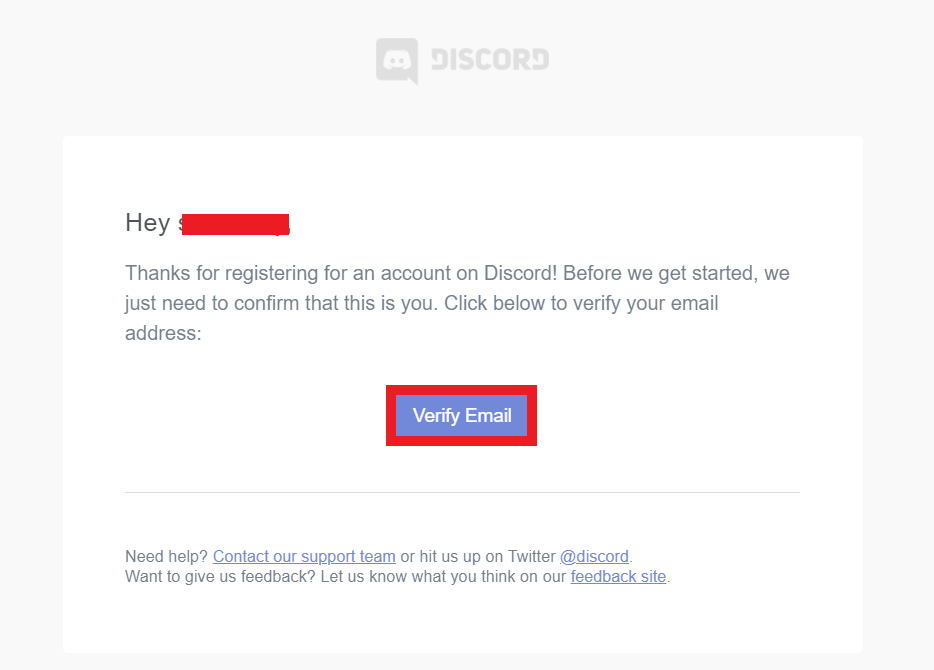 DISCORD
Hey
Thanks for registering for an account on Discord! Before we get started, we
just need to confirm that this is you. Click below to verify your email
address:
Verify Email
Need help? Contact our support team or hit us up on Twitter @discord.
Want to give us feedback? Let us know what you think on our feedback site.